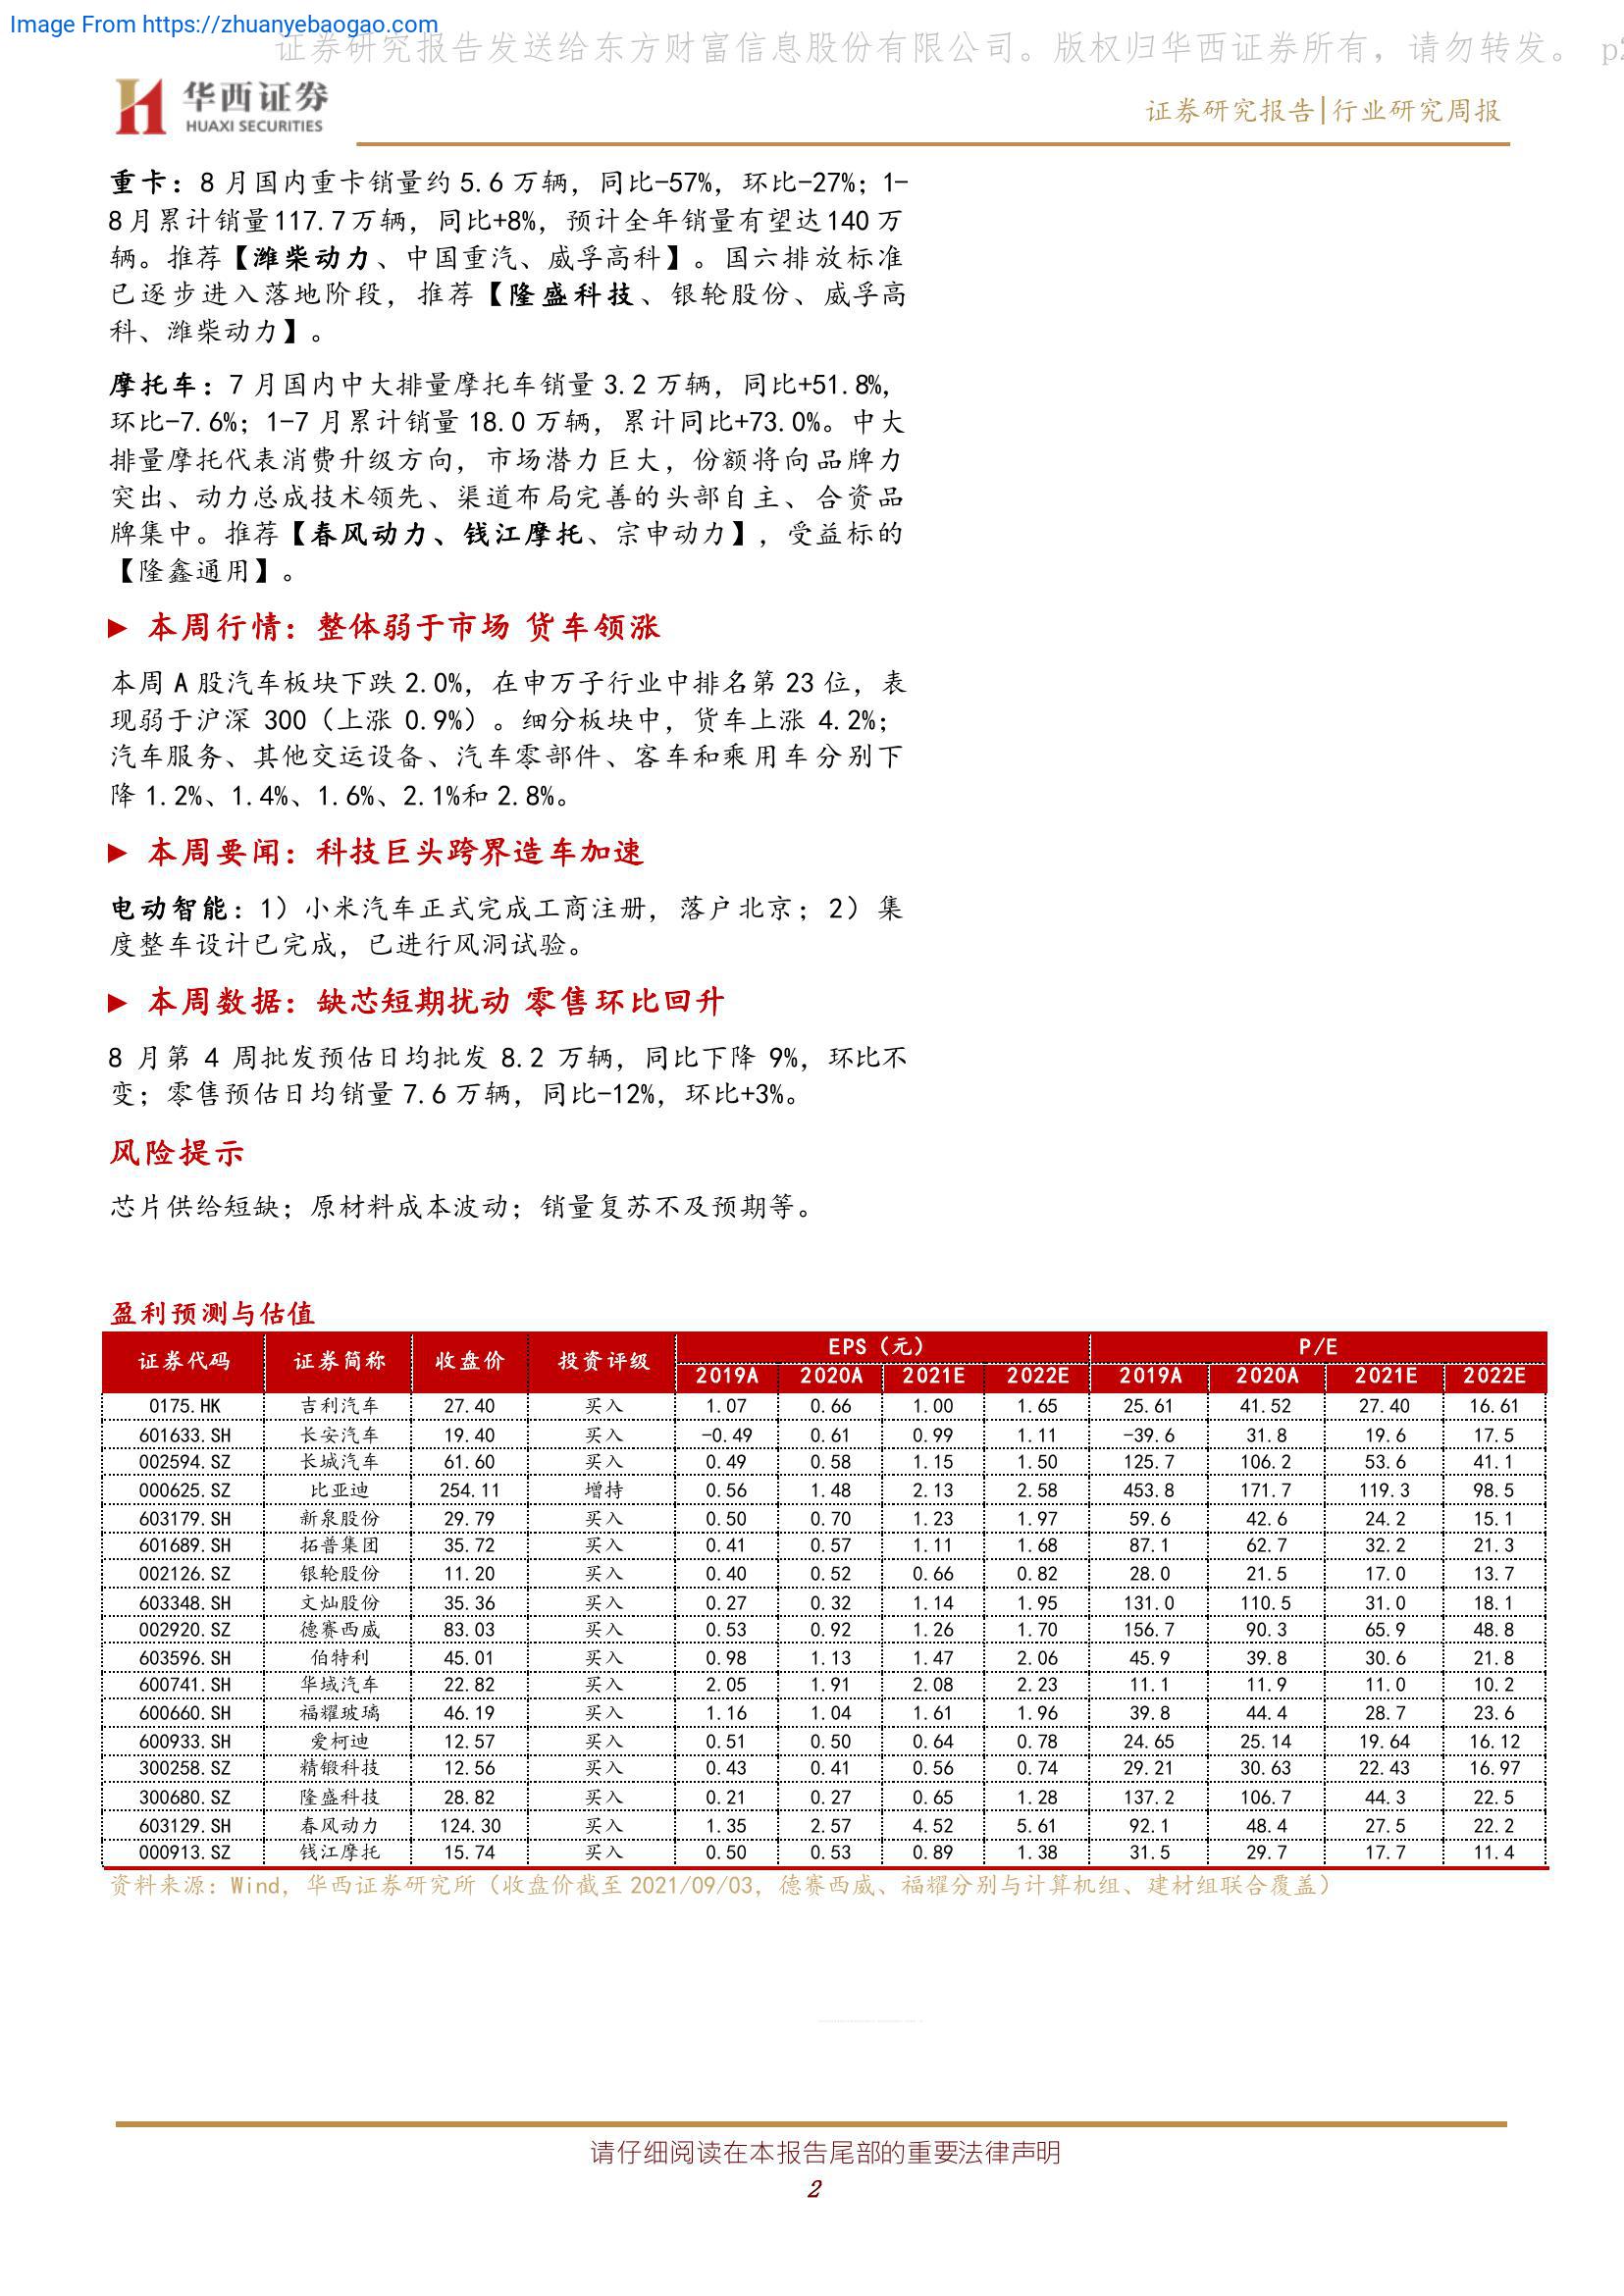 Image From https://zhuanyebaogao.com
证券研究报告发送给东方财富信息股份有限公司。版权归华西证券所有，请勿转发。 p2
华西证券
HUAXI SECURITIES
证券研究报告|行业研究周报
重卡：8 月国内重卡销量约 5.6 万辆，同比-57%，环比-27%；1-
8 月累计销量 117.7 万辆，同比+8%，预计全年销量有望达 140 万
辆。推荐【潍柴动力、中国重汽、威孚高科】。国六排放标准
已逐步进入落地阶段，推荐【隆盛科技、银轮股份、威孚高
科、潍柴动力】。
摩托车：7 月国内中大排量摩托车销量 3.2 万辆，同比+51.8%，
环比-7.6%；1-7 月累计销量 18.0 万辆，累计同比+73.0%。中大
排量摩托代表消费升级方向，市场潜力巨大，份额将向品牌力
突出、动力总成技术领先、渠道布局完善的头部自主、合资品
牌集中。推荐【春风动力、钱江摩托、宗申动力】，受益标的
【隆鑫通用】。
► 本周行情：整体弱于市场 货车领涨
本周 A 股汽车板块下跌 2.0%，在申万子行业中排名第 23 位，表
现弱于沪深 300（上涨 0.9%）。细分板块中，货车上涨 4.2%；
汽车服务、其他交运设备、汽车零部件、客车和乘用车分别下
降 1.2%、1.4%、1.6%、2.1%和 2.8%。
► 本周要闻：科技巨头跨界造车加速
电动智能：1）小米汽车正式完成工商注册，落户北京；2）集
度整车设计已完成，已进行风洞试验。
► 本周数据：缺芯短期扰动 零售环比回升
8 月第 4 周批发预估日均批发 8.2 万辆，同比下降 9%，环比不
变；零售预估日均销量 7.6 万辆，同比-12%，环比+3%。
风险提示
芯片供给短缺；原材料成本波动；销量复苏不及预期等。
盈利预测与估值
证券代码 证券简称 收盘价 投资评级 EPS（元） P/E
2019A 2020A 2021E 2022E 2019A 2020A 2021E 2022E
0175.HK 吉利汽车 27.40 买入 1.07 0.66 1.00 1.65 25.61 41.52 27.40 16.61
601633.SH 长安汽车 19.40 买入 -0.49 0.61 0.99 1.11 -39.6 31.8 19.6 17.5
002594.SZ 长城汽车 61.60 买入 0.49 0.58 1.15 1.50 125.7 106.2 53.6 41.1
000625.SZ 比亚迪 254.11 增持 0.56 1.48 2.13 2.58 453.8 171.7 119.3 98.5
603179.SH 新泉股份 29.79 买入 0.50 0.70 1.23 1.97 59.6 42.6 24.2 15.1
601689.SH 拓普集团 35.72 买入 0.41 0.57 1.11 1.68 87.1 62.7 32.2 21.3
002126.SZ 银轮股份 11.20 买入 0.40 0.52 0.66 0.82 28.0 21.5 17.0 13.7
603348.SH 文灿股份 35.36 买入 0.27 0.32 1.14 1.95 131.0 110.5 31.0 18.1
002920.SZ 德赛西威 83.03 买入 0.53 0.92 1.26 1.70 156.7 90.3 65.9 48.8
603596.SH 伯特利 45.01 买入 0.98 1.13 1.47 2.06 45.9 39.8 30.6 21.8
600741.SH 华域汽车 22.82 买入 2.05 1.91 2.08 2.23 11.1 11.9 11.0 10.2
600660.SH 福耀玻璃 46.19 买入 1.16 1.04 1.61 1.96 39.8 44.4 28.7 23.6
600933.SH 爱柯迪 12.57 买入 0.51 0.50 0.64 0.78 24.65 25.14 19.64 16.12
300258.SZ 精锻科技 12.56 买入 0.43 0.41 0.56 0.74 29.21 30.63 22.43 16.97
300680.SZ 隆盛科技 28.82 买入 0.21 0.27 0.65 1.28 137.2 106.7 44.3 22.5
603129.SH 春风动力 124.30 买入 1.35 2.57 4.52 5.61 92.1 48.4 27.5 22.2
000913.SZ 钱江摩托 15.74 买入 0.50 0.53 0.89 1.38 31.5 29.7 17.7 11.4
资料来源：Wind，华西证券研究所（收盘价截至 2021/09/03，德赛西威、福耀分别与计算机组、建材组联合覆盖）
请仔细阅读在本报告尾部的重要法律声明
2